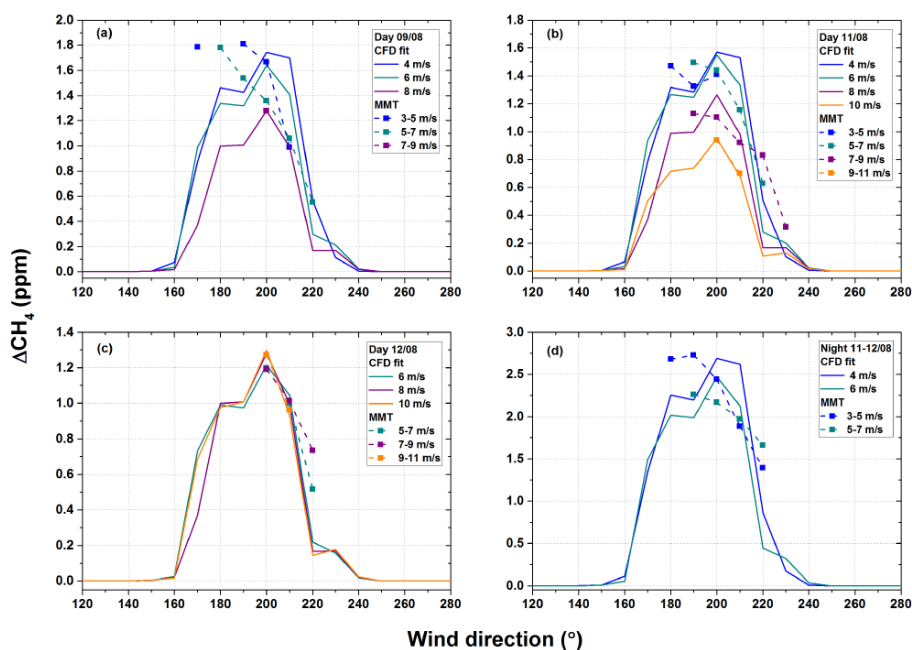 (a)
Day 09/08
CFD fit
4 m/s
6 m/s
8 m/s
MMT
3-5 m/s
5-7 m/s
7-9 m/s
2.0
1.8
1.6
1.4
1.2
1.0
0.8
0.6
0.4
0.2
0.0
120 140 160 180 200 220 240 260 280
(b)
Day 11/08
CFD fit
4 m/s
6 m/s
8 m/s
10 m/s
MMT
3-5 m/s
5-7 m/s
7-9 m/s
9-11 m/s
1.8
1.6
1.4
1.2
1.0
0.8
0.6
0.4
0.2
0.0
120 140 160 180 200 220 240 260 280
ΔCH4 (ppm)
(c)
Day 12/08
CFD fit
6 m/s
8 m/s
10 m/s
MMT
5-7 m/s
7-9 m/s
9-11 m/s
1.4
1.2
1.0
0.8
0.6
0.4
0.2
0.0
120 140 160 180 200 220 240 260 280
(d)
Night 11-12/08
CFD fit
4 m/s
6 m/s
MMT
3-5 m/s
5-7 m/s
3.0
2.5
2.0
1.5
1.0
0.5
0.0
120 140 160 180 200 220 240 260 280
Wind direction (°)